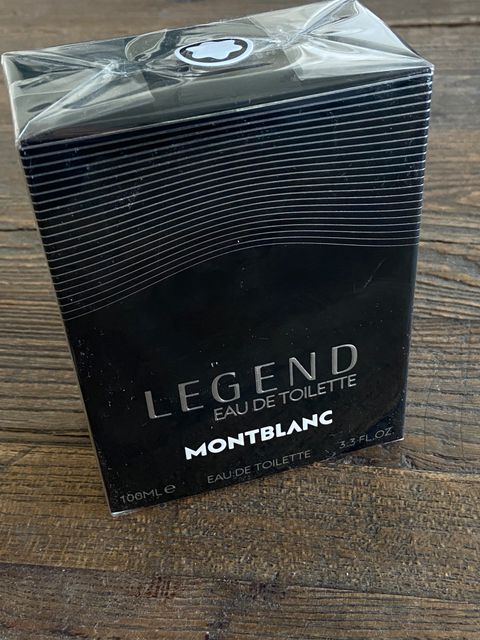 LEGEND
EAU DE TOILETTE
MONTBLANC
100ML ℮ EAU DE TOILETTE 3.3 FL.OZ.